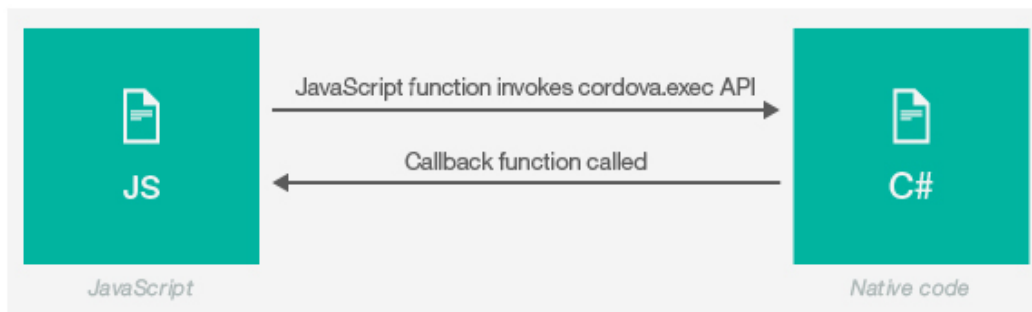 JavaScript function invokes cordova.exec API
Callback function called
JS
C#
JavaScript
Native code